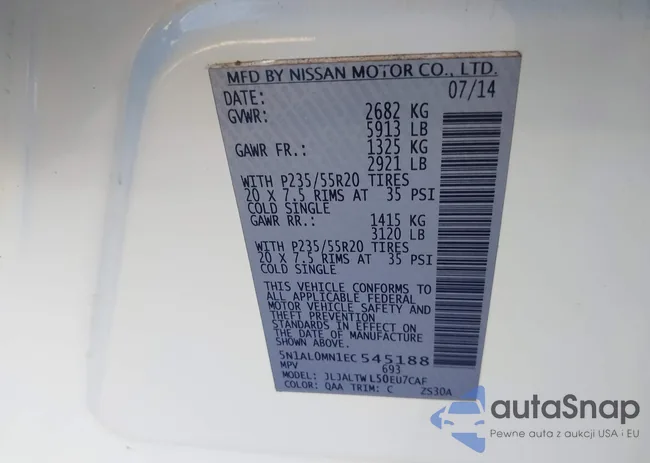 MFD BY NISSAN MOTOR CO., LTD.
DATE: 07/14
GVWR: 2682 KG
5913 LB
GAWR FR.: 1325 KG
2921 LB
WITH P235/55R20 TIRES
20 X 7.5 RIMS AT 35 PSI
COLD SINGLE
GAWR RR.: 1415 KG
3120 LB
WITH P235/55R20 TIRES
20 X 7.5 RIMS AT 35 PSI
COLD SINGLE
THIS VEHICLE CONFORMS TO
ALL APPLICABLE FEDERAL
MOTOR VEHICLE SAFETY AND
THEFT PREVENTION
STANDARDS IN EFFECT ON
THE DATE OF MANUFACTURE
SHOWN ABOVE.
5N1AL0MN1EC545188
MPV 693
JLJALTWL50EU7CAF
COLOR: QAA TRIM: C ZS30A
autoSnap
Pewne auta z aukcji USA i EU